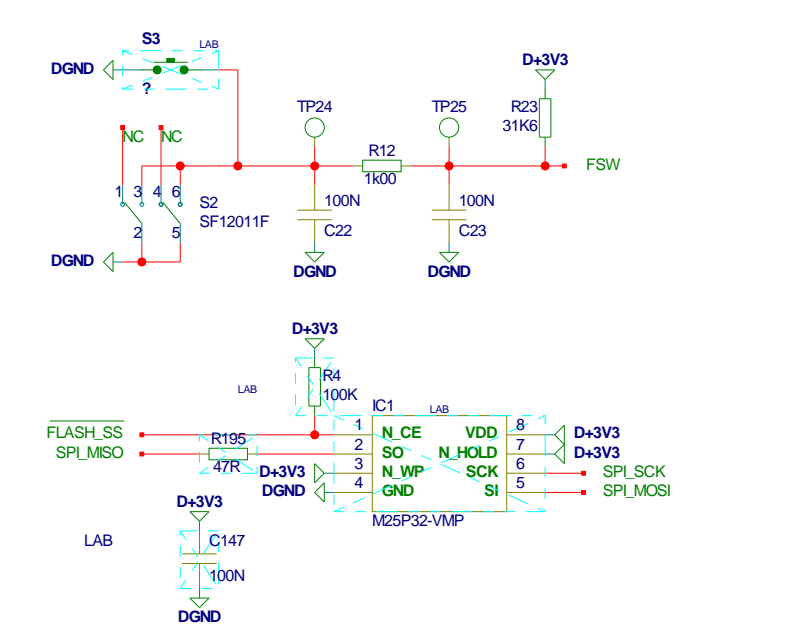 S3
LAB
DGND
?
NC
NC
1
3
4
6
2
5
S2
SF12011F
DGND
TP24
TP25
R12
1k00
100N
C22
DGND
100N
C23
DGND
D+3V3
R23
31K6
FSW
D+3V3
R4
100K
LAB
IC1
LAB
FLASH_SS
SPI_MISO
R195
47R
D+3V3
DGND
1
2
3
4
N_CE
SO
N_WP
GND
VDD
N_HOLD
SCK
SI
8
7
6
5
D+3V3
D+3V3
SPI_SCK
SPI_MOSI
M25P32-VMP
D+3V3
LAB
C147
100N
DGND